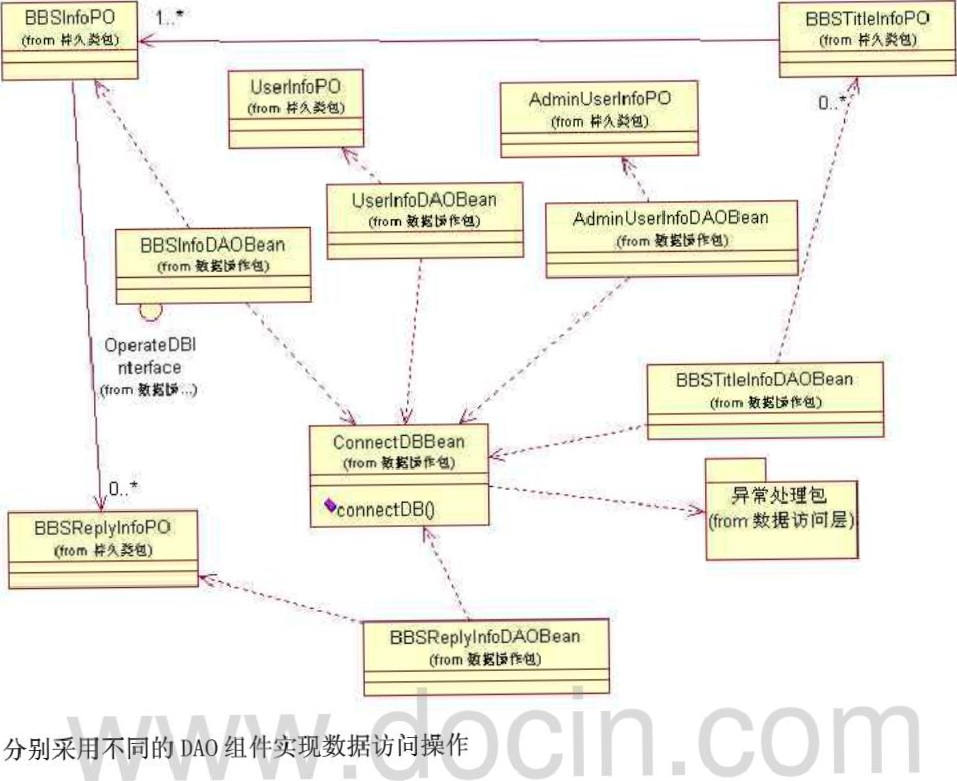 BBSInfoPO
(from 持久类包)
1..*
BBSTitleInfoPO
(from 持久类包)
0..*
UserInfoPO
(from 持久类包)
AdminUserInfoPO
(from 持久类包)
UserInfoDAOBean
(from 数据操作包)
AdminUserInfoDAOBean
(from 数据操作包)
BBSInfoDAOBean
(from 数据操作包)
OperateDBI
nterface
(from 数据操...)
BBSTitleInfoDAOBean
(from 数据操作包)
ConnectDBBean
(from 数据操作包)
connectDB()
异常处理包
(from 数据访问层)
0..*
BBSReplyInfoPO
(from 持久类包)
BBSReplyInfoDAOBean
(from 数据操作包)
www.docin.com
分别采用不同的 DAO 组件实现数据访问操作